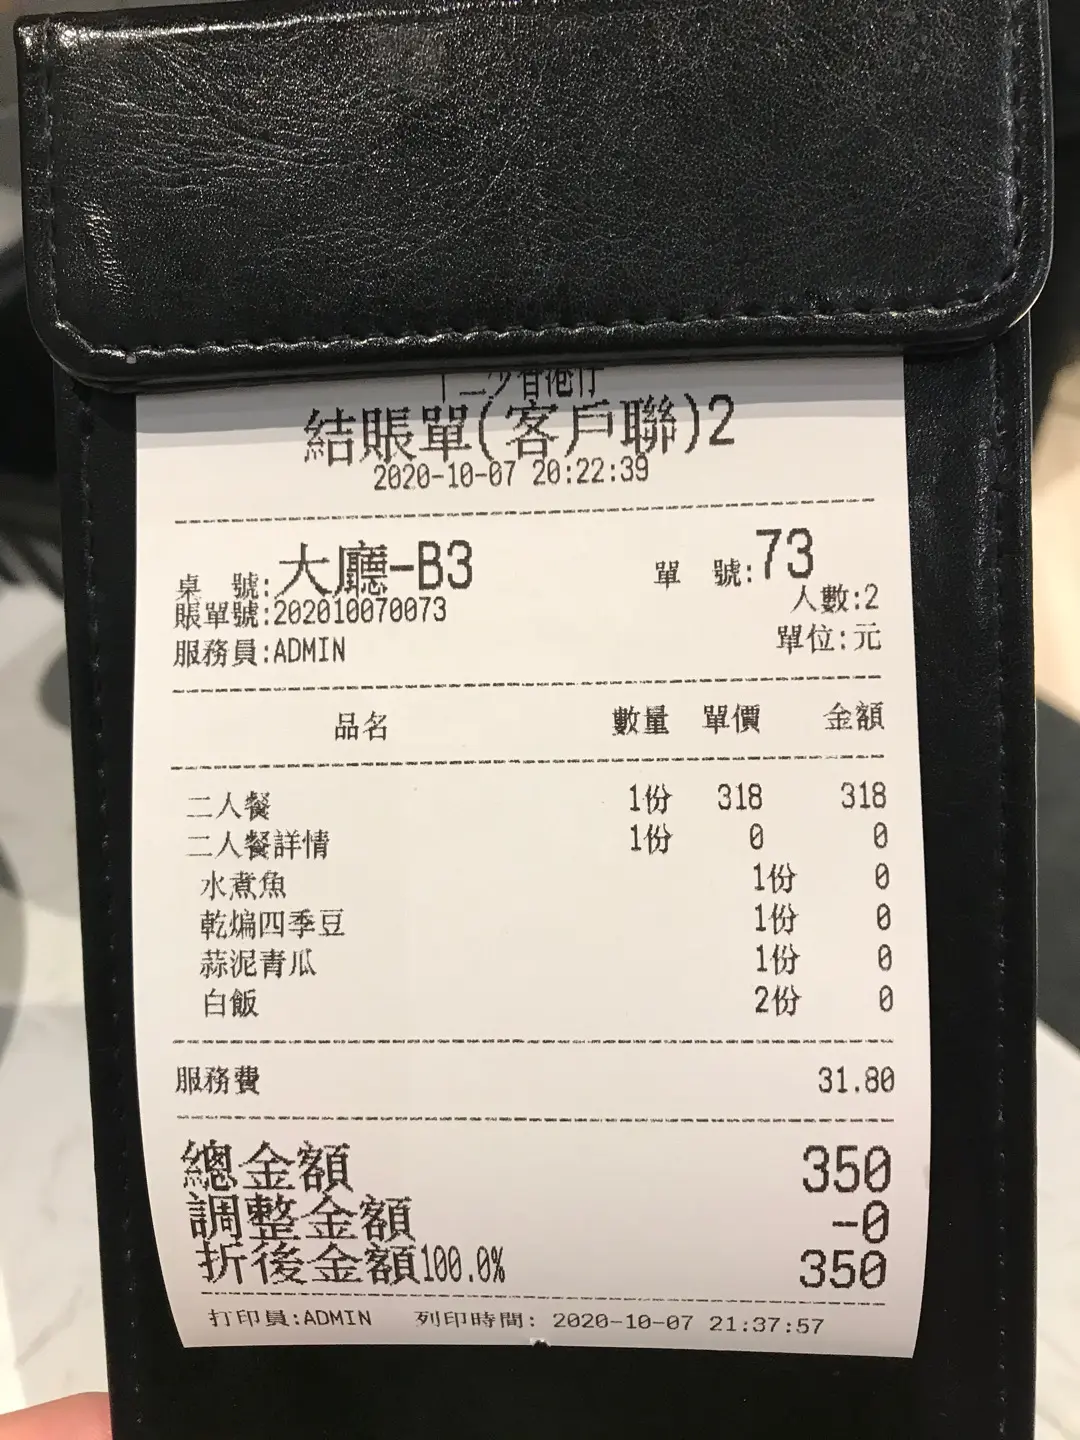 香港仔
結賬單(客戶聯)2
2020-10-07 20:22:39
桌 號:大廳-B3 單 號:73
賬單號:202010070073 人數:2
服務員:ADMIN 單位:元
品名 數量 單價 金額
二人餐 1份 318 318
二人餐詳情 1份 0 0
水煮魚 1份 0
乾煸四季豆 1份 0
蒜泥青瓜 1份 0
白飯 2份 0
服務費 31.80
總金額 350
調整金額 -0
折後金額100.0% 350
打印員:ADMIN 列印時間: 2020-10-07 21:37:57